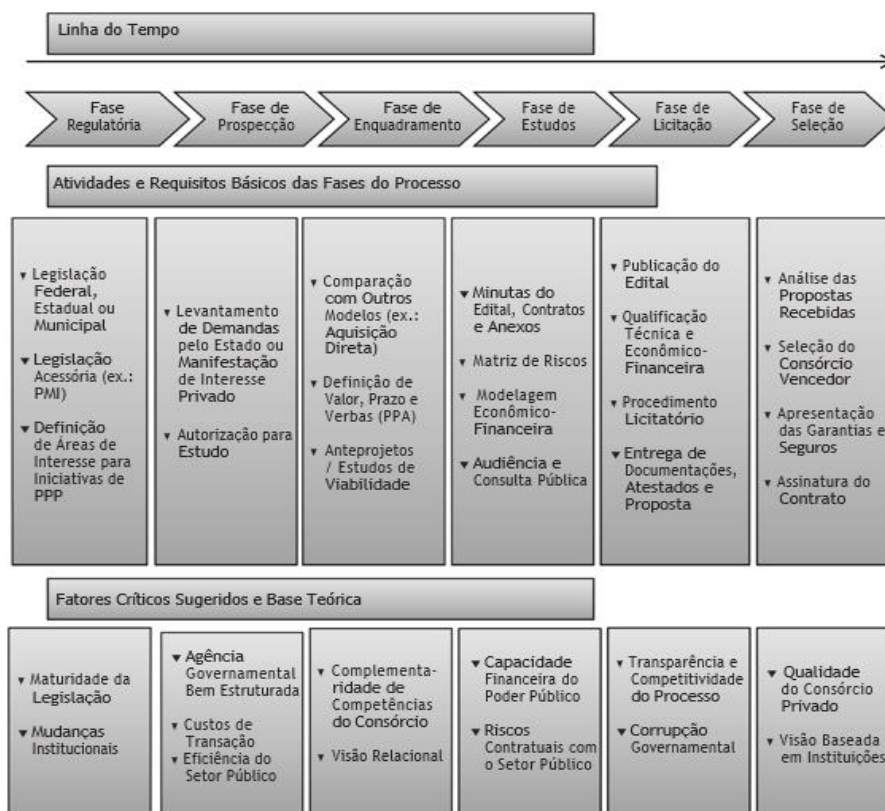 Linha do Tempo
Fase
Regulatória
Fase de
Prospecção
Fase de
Enquadramento
Fase de
Estudos
Fase de
Licitação
Fase de
Seleção
Atividades e Requisitos Básicos das Fases do Processo
▼ Legislação
Federal,
Estadual ou
Municipal
▼ Legislação
Acessória (ex.:
PMI)
▼ Definição
de Áreas de
Interesse para
Iniciativas de
PPP
▼ Levantamento
de Demandas
pelo Estado ou
Manifestação
de Interesse
Privado
▼ Autorização para
Estudo
▼ Comparação
com Outros
Modelos (ex.:
Aquisição
Direta)
▼ Definição de
Valor, Prazo e
Verbas (PPA)
▼ Anteprojetos
/ Estudos de
Viabilidade
▼ Minutas do
Edital, Contratos
e Anexos
▼ Matriz de Riscos
▼ Modelagem
Econômico-
Financeira
▼ Audiência e
Consulta Pública
▼ Publicação do
Edital
▼ Qualificação
Técnica e
Econômico-
Financeira
▼ Procedimento
Licitatório
▼ Entrega de
Documentações,
Atestados e
Proposta
▼ Análise das
Propostas
Recebidas
▼ Seleção do
Consórcio
Vencedor
▼ Apresentação
das Garantias e
Seguros
▼ Assinatura do
Contrato
Fatores Críticos Sugeridos e Base Teórica
▼ Maturidade da
Legislação
▼ Mudanças
Institucionais
▼ Agência
Governamental
Bem Estruturada
▼ Custos de
Transação
▼ Eficiência do
Setor Público
▼ Complementa-
ridade de
Competências
do Consórcio
▼ Visão Relacional
▼ Capacidade
Financeira do
Poder Público
▼ Riscos
Contratuais com
o Setor Público
▼ Transparência e
Competitividade
do Processo
▼ Corrupção
Governamental
▼ Qualidade
do Consórcio
Privado
▼ Visão Baseada
em Instituições